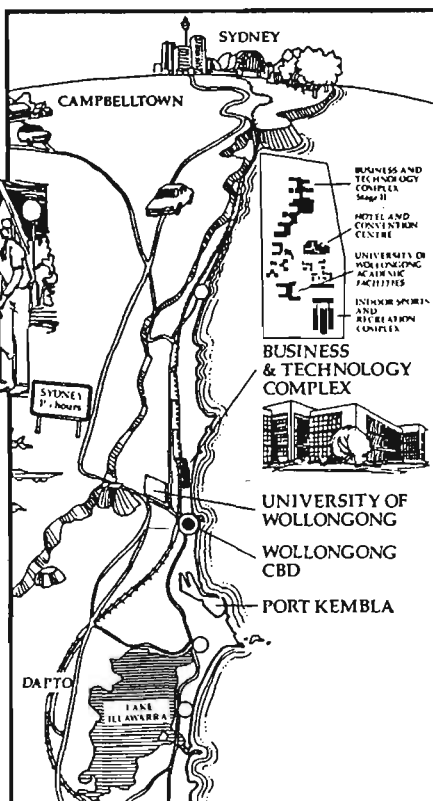 SYDNEY
CAMPBELLTOWN
BUSINESS AND
TECHNOLOGY
COMPLEX
Stage II
HOTEL AND
CONVENTION
CENTRE
UNIVERSITY OF
WOLLONGONG
ACADEMIC
FACILITIES
INDOOR SPORTS
AND
RECREATION
COMPLEX
BUSINESS
& TECHNOLOGY
COMPLEX
SYDNEY
hours
UNIVERSITY OF
WOLLONGONG
WOLLONGONG
CBD
PORT KEMBLA
DAPTO
LAKE
ILLAWARRA